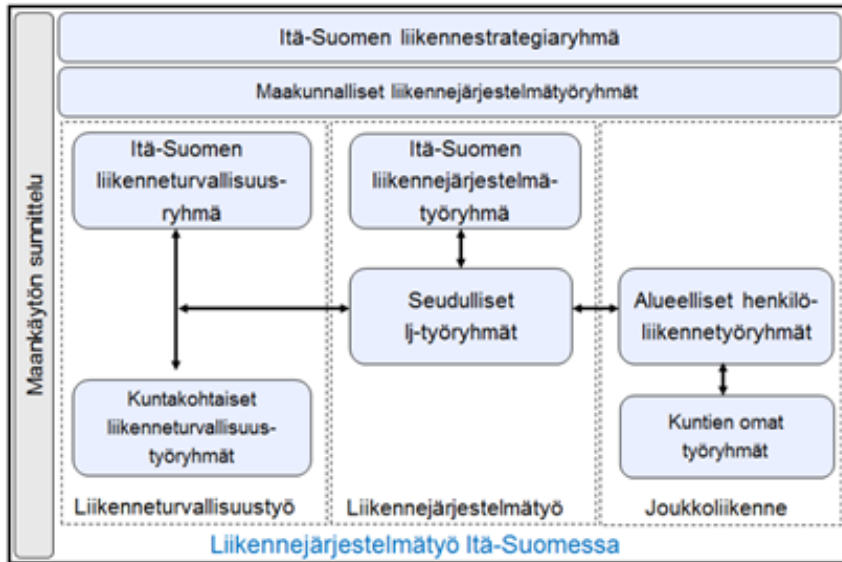 Maankäytön sunnittelu
Itä-Suomen liikennestrategiaryhmä
Maakunnalliset liikennejärjestelmätyöryhmät
Itä-Suomen
liikenneturvallisuus-
ryhmä
Itä-Suomen
liikennejärjestelmä-
työryhmä
Seudulliset
lj-työryhmät
Alueelliset henkilö-
liikennetyöryhmät
Kuntakohtaiset
liikenneturvallisuus-
työryhmät
Kuntien omat
työryhmät
Liikenneturvallisuustyö
Liikennejärjestelmätyö
Joukkoliikenne
Liikennejärjestelmätyö Itä-Suomessa